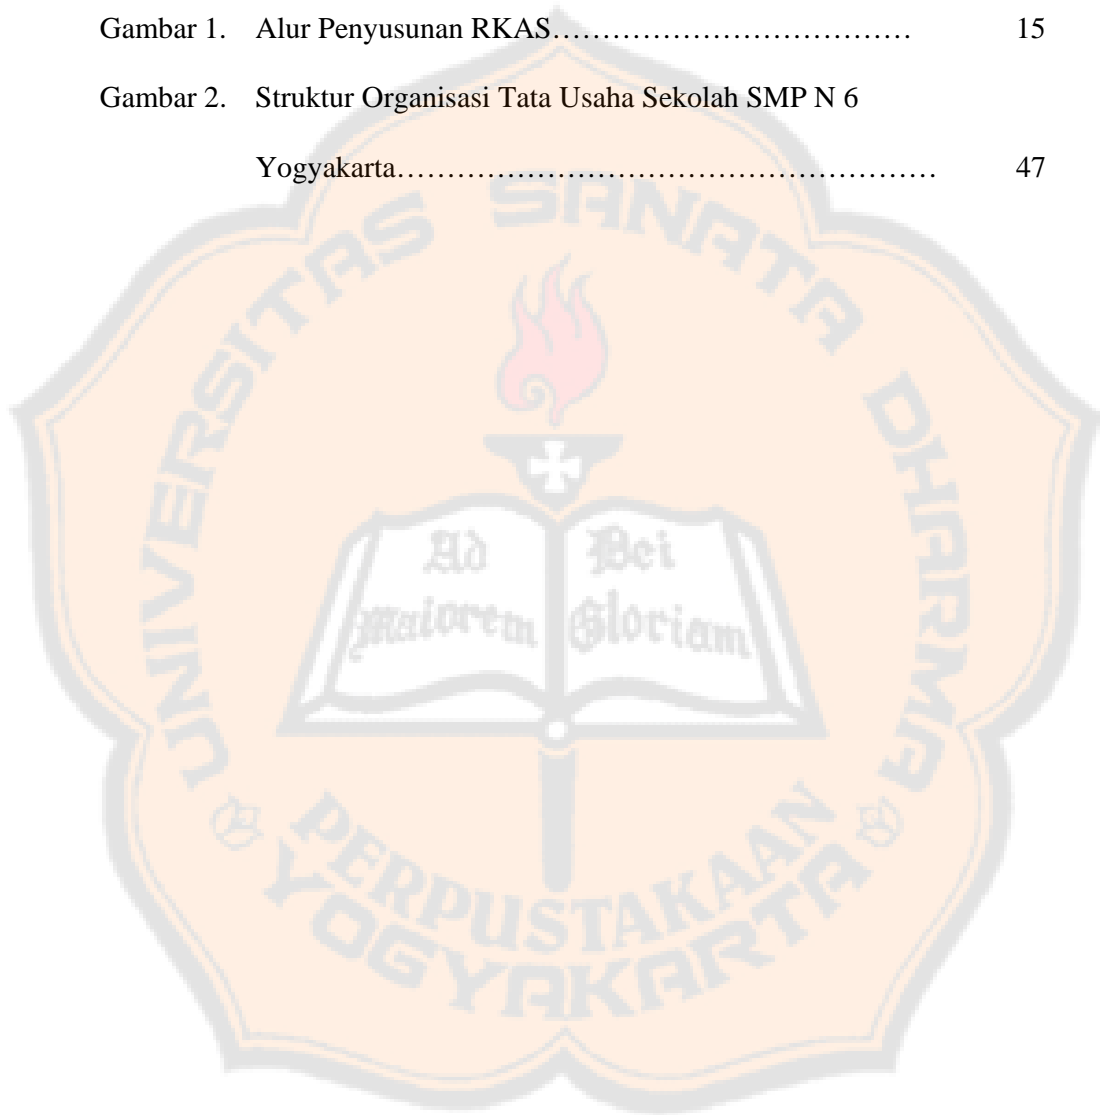 Gambar 1. Alur Penyusunan RKAS……………………………… 15
Gambar 2. Struktur Organisasi Tata Usaha Sekolah SMP N 6
Yogyakarta……………………………………………… 47
UNIVERSITAS SANATA DHARMA
Ad Dei
maiorem Gloriam
PERPUSTAKAAN
YOGYAKARTA